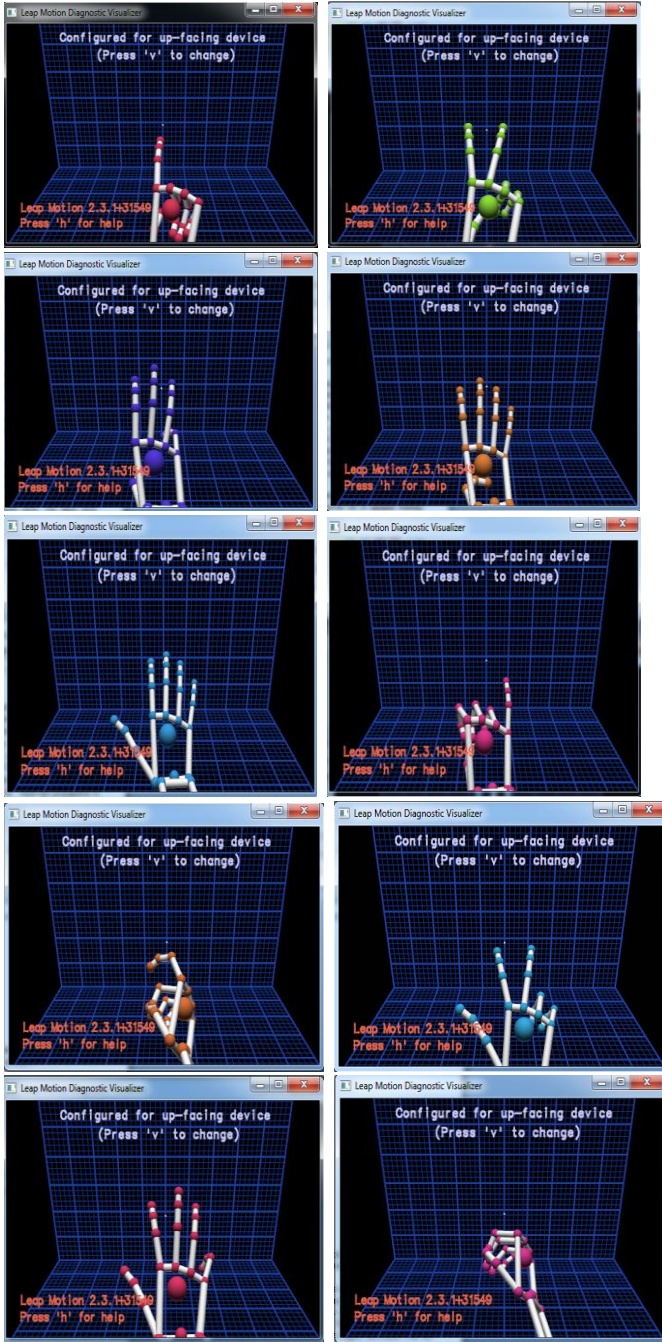 Leap Motion Diagnostic Visualizer
Configured for up-facing device
(Press 'v' to change)
Leap Motion 2.3.1+31549
Press 'h' for help
Leap Motion Diagnostic Visualizer
Configured for up-facing device
(Press 'v' to change)
Leap Motion 2.3.1+31549
Press 'h' for help
Leap Motion Diagnostic Visualizer
Configured for up-facing device
(Press 'v' to change)
Leap Motion 2.3.1+31549
Press 'h' for help
Leap Motion Diagnostic Visualizer
Configured for up-facing device
(Press 'v' to change)
Leap Motion 2.3.1+31549
Press 'h' for help
Leap Motion Diagnostic Visualizer
Configured for up-facing device
(Press 'v' to change)
Leap Motion 2.3.1+31549
Press 'h' for help
Leap Motion Diagnostic Visualizer
Configured for up-facing device
(Press 'v' to change)
Leap Motion 2.3.1+31549
Press 'h' for help
Leap Motion Diagnostic Visualizer
Configured for up-facing device
(Press 'v' to change)
Leap Motion 2.3.1+31549
Press 'h' for help
Leap Motion Diagnostic Visualizer
Configured for up-facing device
(Press 'v' to change)
Leap Motion 2.3.1+31549
Press 'h' for help
Leap Motion Diagnostic Visualizer
Configured for up-facing device
(Press 'v' to change)
Leap Motion 2.3.1+31549
Press 'h' for help
Leap Motion Diagnostic Visualizer
Configured for up-facing device
(Press 'v' to change)
Leap Motion 2.3.1+31549
Press 'h' for help